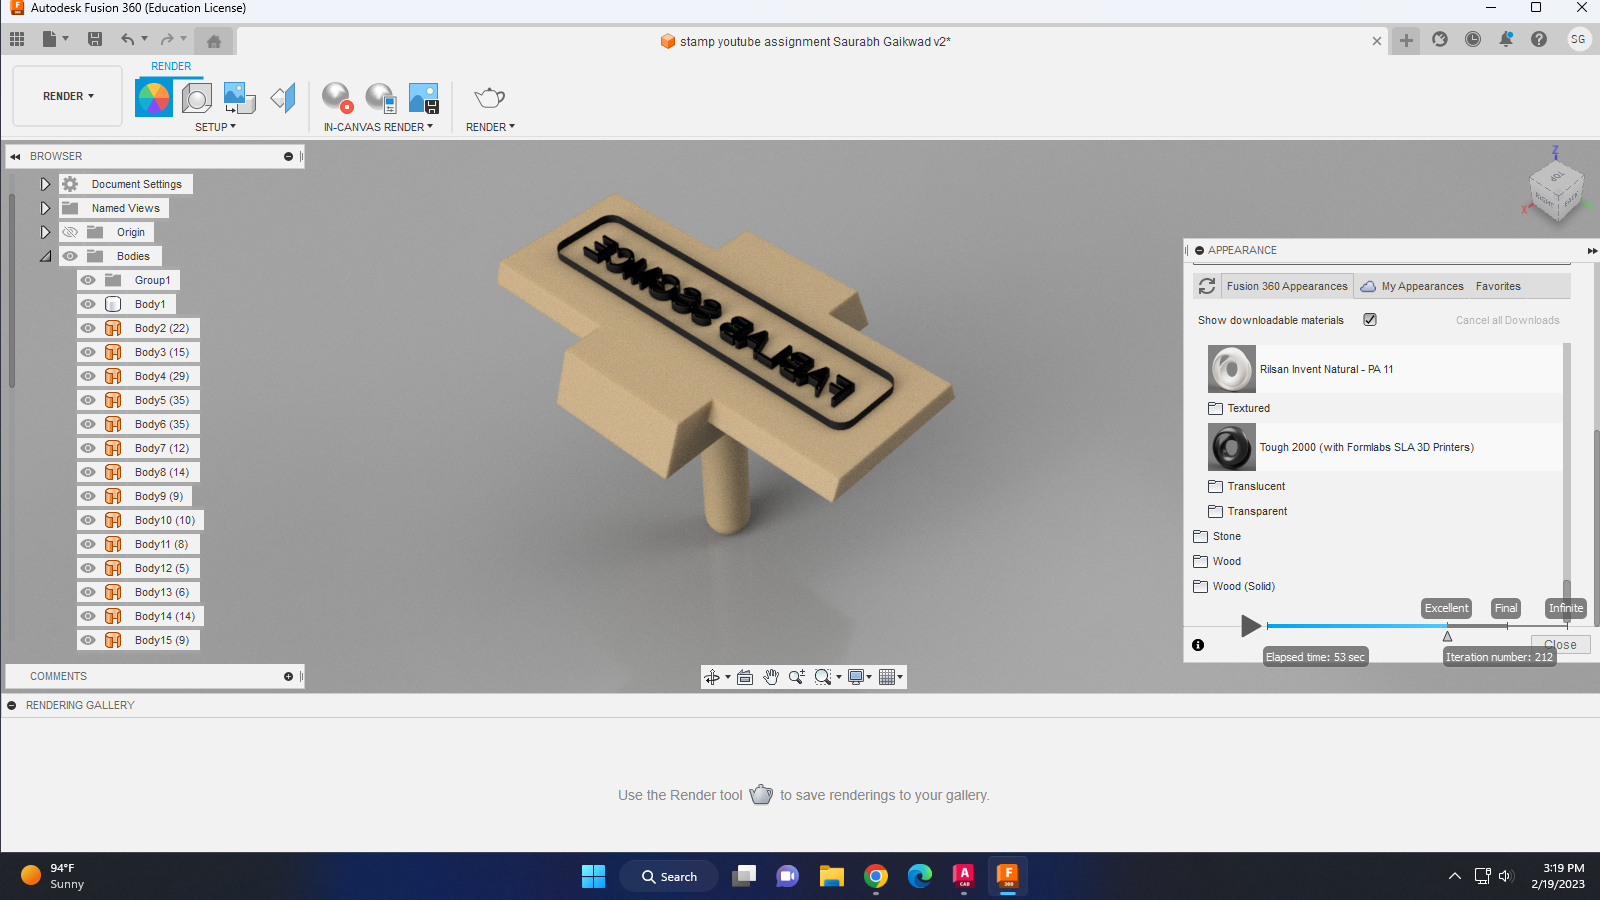 Autodesk Fusion 360 (Education License)
stamp youtube assignment Saurabh Gaikwad v2*
SG
RENDER
RENDER
SETUP
IN-CANVAS RENDER
RENDER
BROWSER
Document Settings
Named Views
Origin
Bodies
Group1
Body1
Body2 (22)
Body3 (15)
Body4 (29)
Body5 (35)
Body6 (35)
Body7 (12)
Body8 (14)
Body9 (9)
Body10 (10)
Body11 (8)
Body12 (5)
Body13 (6)
Body14 (14)
Body15 (9)
COMMENTS
Z
TOP
RIGHT
BACK
X
APPEARANCE
Fusion 360 Appearances
My Appearances
Favorites
Show downloadable materials
Cancel all Downloads
Rilsan Invent Natural - PA 11
Textured
Tough 2000 (with Formlabs SLA 3D Printers)
Translucent
Transparent
Stone
Wood
Wood (Solid)
Excellent
Final
Infinite
Close
Elapsed time: 53 sec
Iteration number: 212
RENDERING GALLERY
Use the Render tool to save renderings to your gallery.
94°F
Sunny
Search
A
CAD
F
360
3:19 PM
2/19/2023